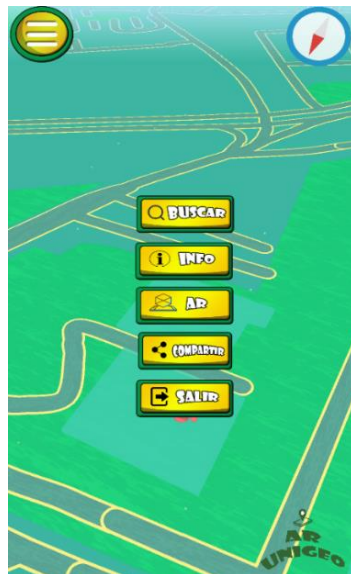 BUSCAR
INFO
AR
COMPARTIR
SALIR
AR
UNIGEO